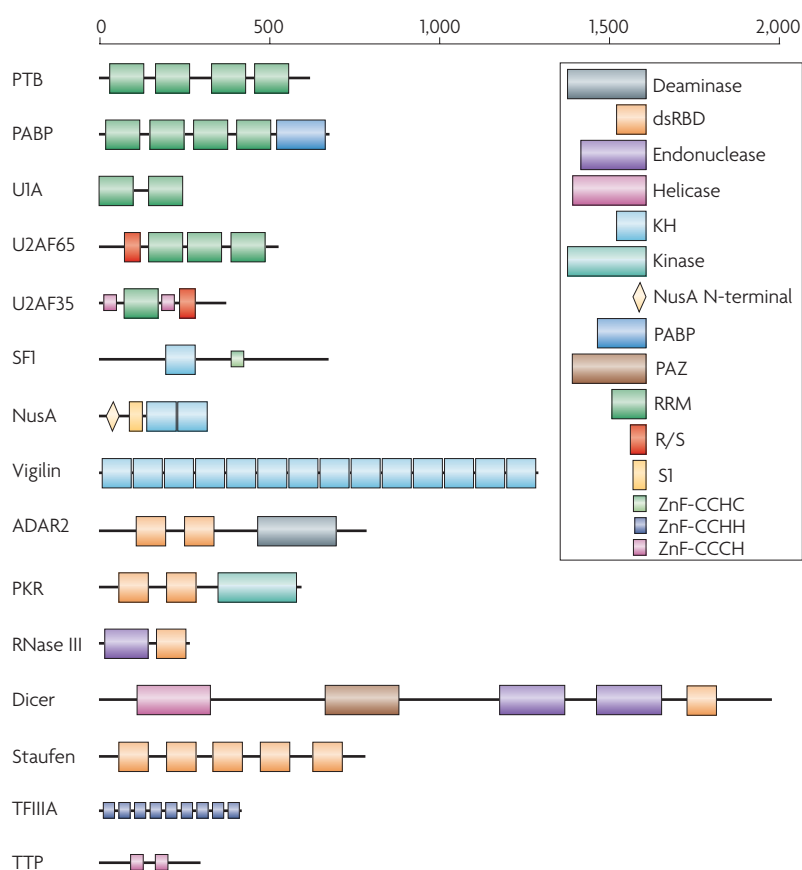 0 500 1,000 1,500 2,000
PTB
PABP
U1A
U2AF65
U2AF35
SF1
NusA
Vigilin
ADAR2
PKR
RNase III
Dicer
Staufen
TFIIIA
TTP
Deaminase
dsRBD
Endonuclease
Helicase
KH
Kinase
NusA N-terminal
PABP
PAZ
RRM
R/S
S1
ZnF-CCHC
ZnF-CCHH
ZnF-CCCH